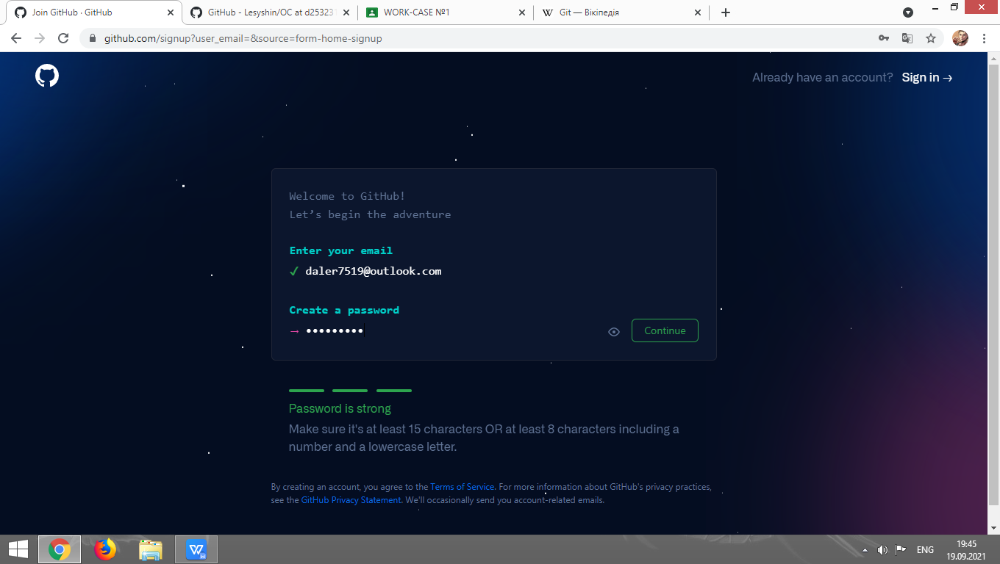 Join GitHub · GitHub
GitHub - Lesyshin/OC at d25323
WORK-CASE №1
Git — Вікіпедія
github.com/signup?user_email=&source=form-home-signup
Already have an account? Sign in →
Welcome to GitHub!
Let’s begin the adventure
Enter your email
✓ daler7519@outlook.com
Create a password
→ •••••••••
Continue
Password is strong
Make sure it's at least 15 characters OR at least 8 characters including a
number and a lowercase letter.
By creating an account, you agree to the Terms of Service. For more information about GitHub's privacy practices,
see the GitHub Privacy Statement. We'll occasionally send you account-related emails.
ENG
19:45
19.09.2021